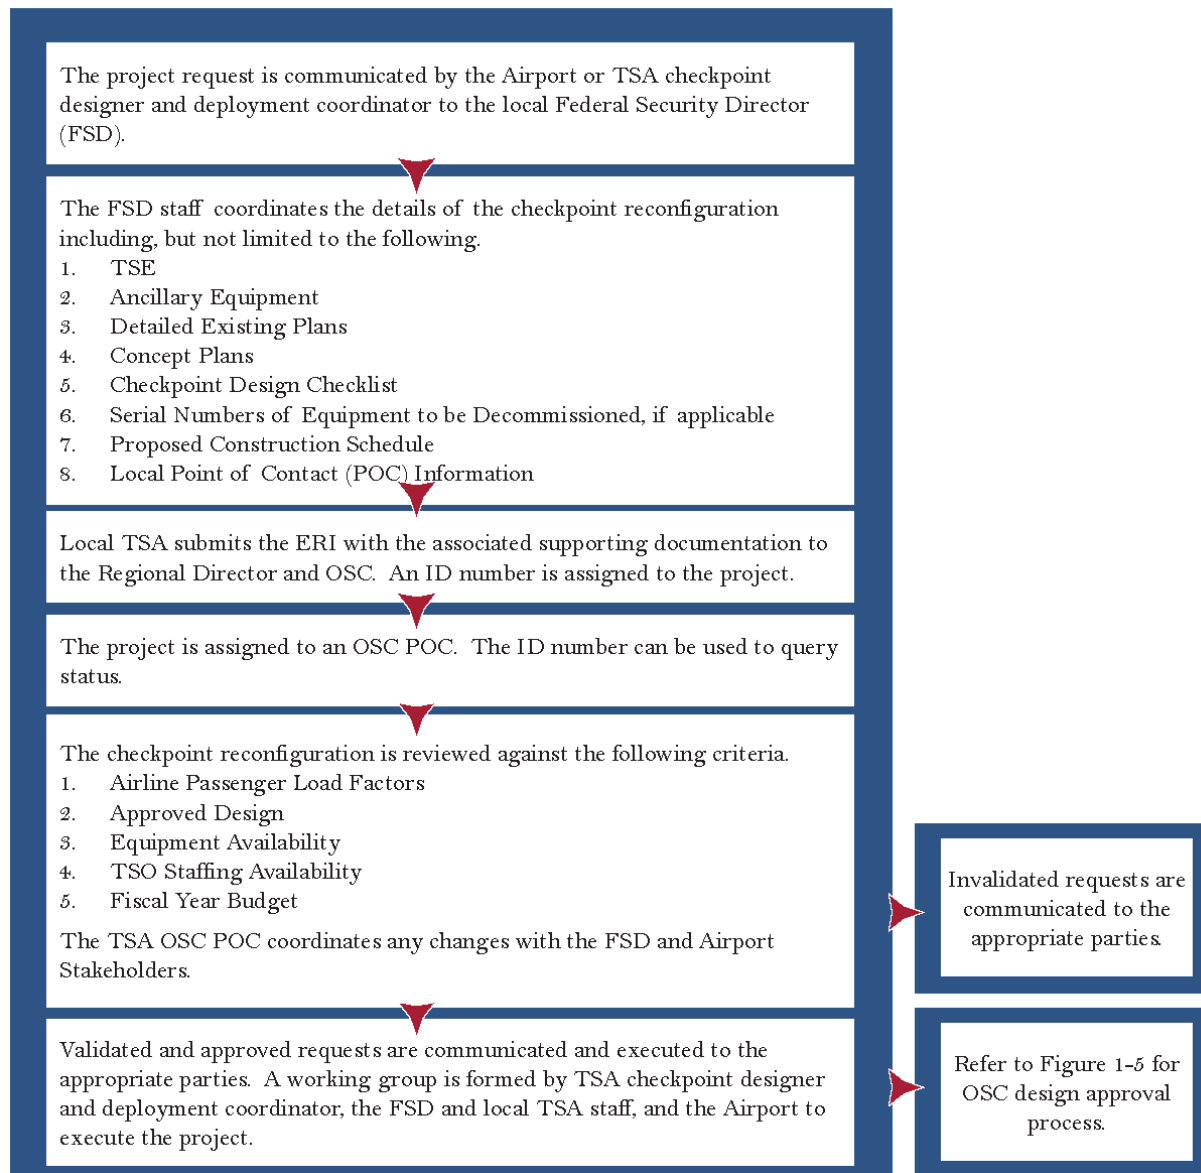 The project request is communicated by the Airport or TSA checkpoint
designer and deployment coordinator to the local Federal Security Director
(FSD).
The FSD staff coordinates the details of the checkpoint reconfiguration
including, but not limited to the following.
1. TSE
2. Ancillary Equipment
3. Detailed Existing Plans
4. Concept Plans
5. Checkpoint Design Checklist
6. Serial Numbers of Equipment to be Decommissioned, if applicable
7. Proposed Construction Schedule
8. Local Point of Contact (POC) Information
Local TSA submits the ERI with the associated supporting documentation to
the Regional Director and OSC. An ID number is assigned to the project.
The project is assigned to an OSC POC. The ID number can be used to query
status.
The checkpoint reconfiguration is reviewed against the following criteria.
1. Airline Passenger Load Factors
2. Approved Design
3. Equipment Availability
4. TSO Staffing Availability
5. Fiscal Year Budget
The TSA OSC POC coordinates any changes with the FSD and Airport
Stakeholders.
Invalidated requests are
communicated to the
appropriate parties.
Validated and approved requests are communicated and executed to the
appropriate parties. A working group is formed by TSA checkpoint designer
and deployment coordinator, the FSD and local TSA staff, and the Airport to
execute the project.
Refer to Figure 1-5 for
OSC design approval
process.